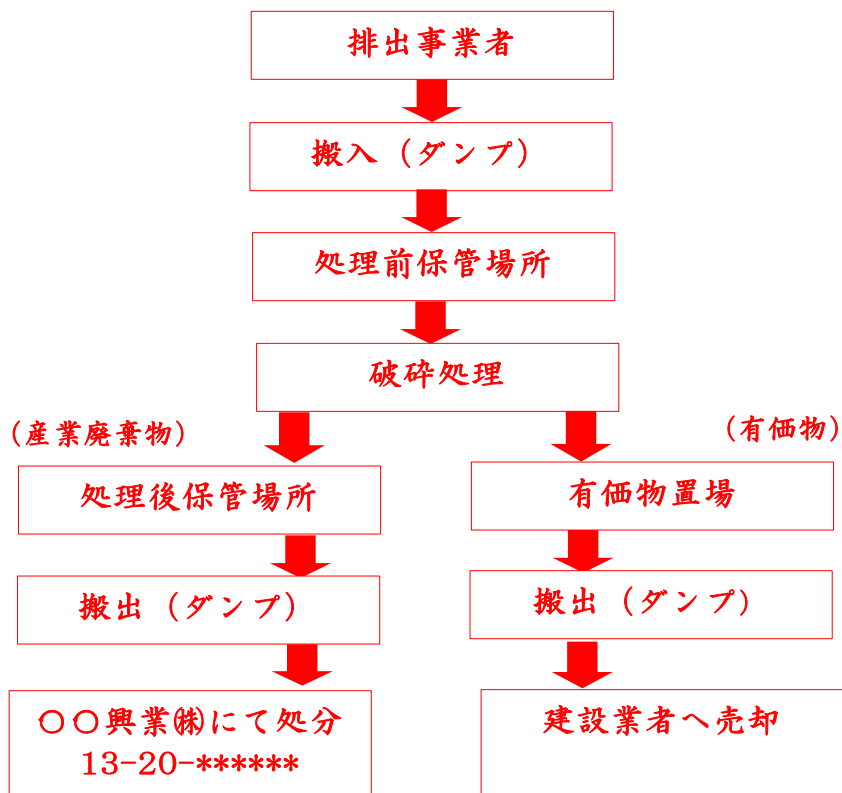 排出事業者
搬入（ダンプ）
処理前保管場所
破砕処理
（産業廃棄物）
（有価物）
処理後保管場所
有価物置場
搬出（ダンプ）
搬出（ダンプ）
〇〇興業㈱にて処分
13-20-******
建設業者へ売却